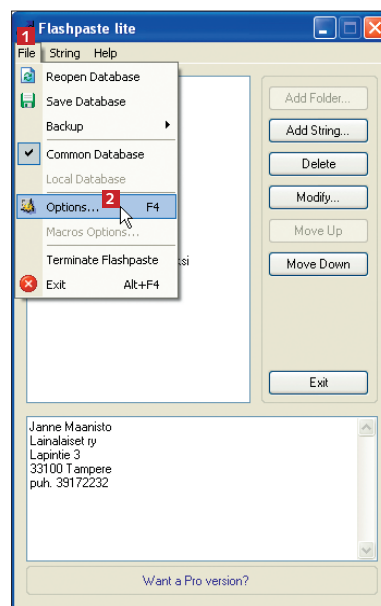 Flashpaste lite
1
File String Help
Reopen Database
Save Database
Backup
Common Database
Local Database
Options... 2 F4
Macros Options...
Terminate Flashpaste
Exit Alt+F4
Add Folder...
Add String...
Delete
Modify...
Move Up
Move Down
Exit
Janne Maanisto
Lainalaiset ry
Lapintie 3
33100 Tampere
puh. 39172232
Want a Pro version?